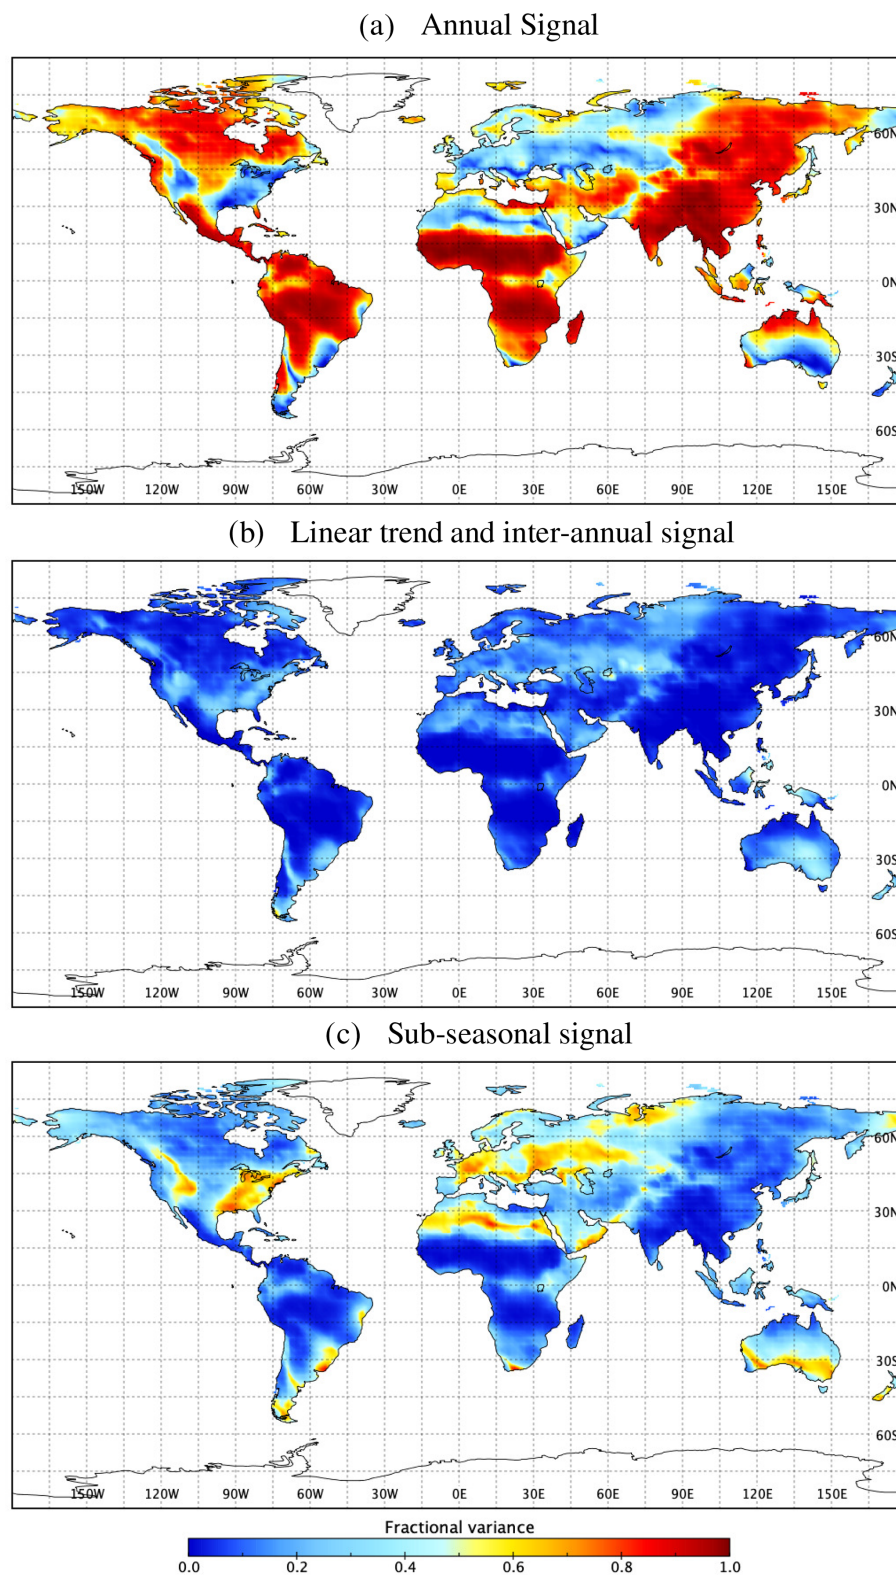 (a) Annual Signal
60N
30N
0N
30S
60S
150W 120W 90W 60W 30W 0E 30E 60E 90E 120E 150E
(b) Linear trend and inter-annual signal
60N
30N
0N
30S
60S
150W 120W 90W 60W 30W 0E 30E 60E 90E 120E 150E
(c) Sub-seasonal signal
60N
30N
0N
30S
60S
150W 120W 90W 60W 30W 0E 30E 60E 90E 120E 150E
Fractional variance
0.0 0.2 0.4 0.6 0.8 1.0